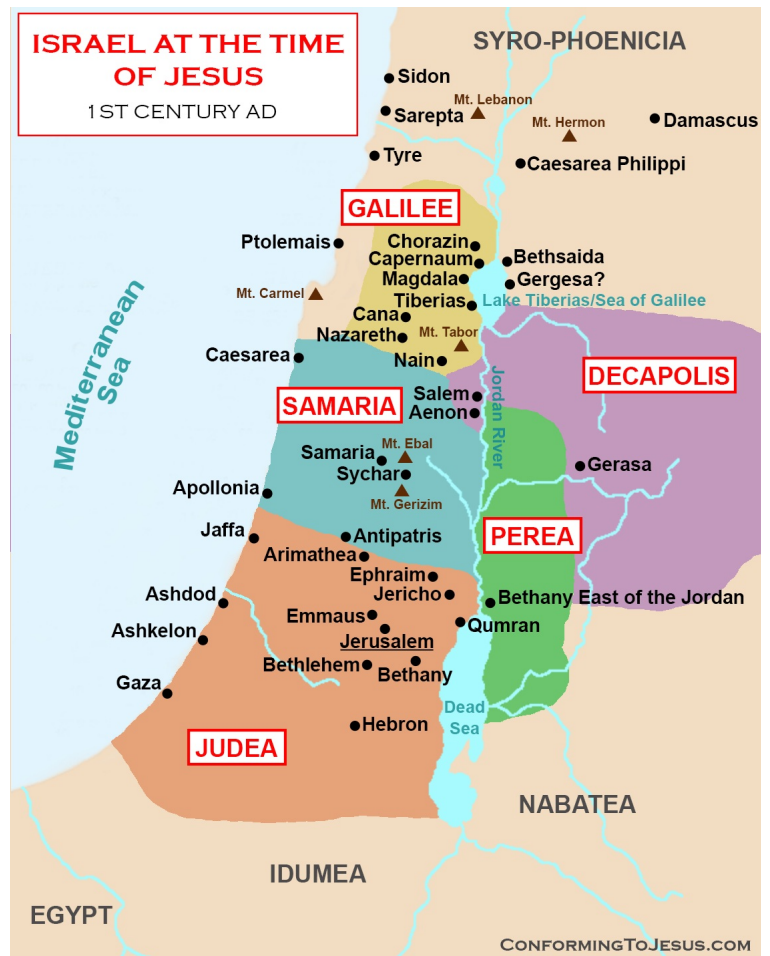 ISRAEL AT THE TIME
OF JESUS
1ST CENTURY AD
SYRO-PHOENICIA
Sidon
Mt. Lebanon
Sarepta
Mt. Hermon
Damascus
Tyre
Caesarea Philippi
GALILEE
Ptolemais
Chorazin
Capernaum
Bethsaida
Magdala
Gergesa?
Mt. Carmel
Tiberias
Lake Tiberias/Sea of Galilee
Cana
Nazareth
Mt. Tabor
Mediterranean
Sea
Caesarea
Nain
Jordan River
DECAPOLIS
Salem
SAMARIA
Aenon
Mt. Ebal
Samaria
Sychar
Gerasa
Mt. Gerizim
Apollonia
Jaffa
Antipatris
PEREA
Arimathea
Ephraim
Jericho
Ashdod
Bethany East of the Jordan
Emmaus
Qumran
Ashkelon
Jerusalem
Bethlehem
Bethany
Gaza
Dead
Sea
Hebron
JUDEA
NABATEA
IDUMEA
EGYPT
CONFORMINGTOJESUS.COM